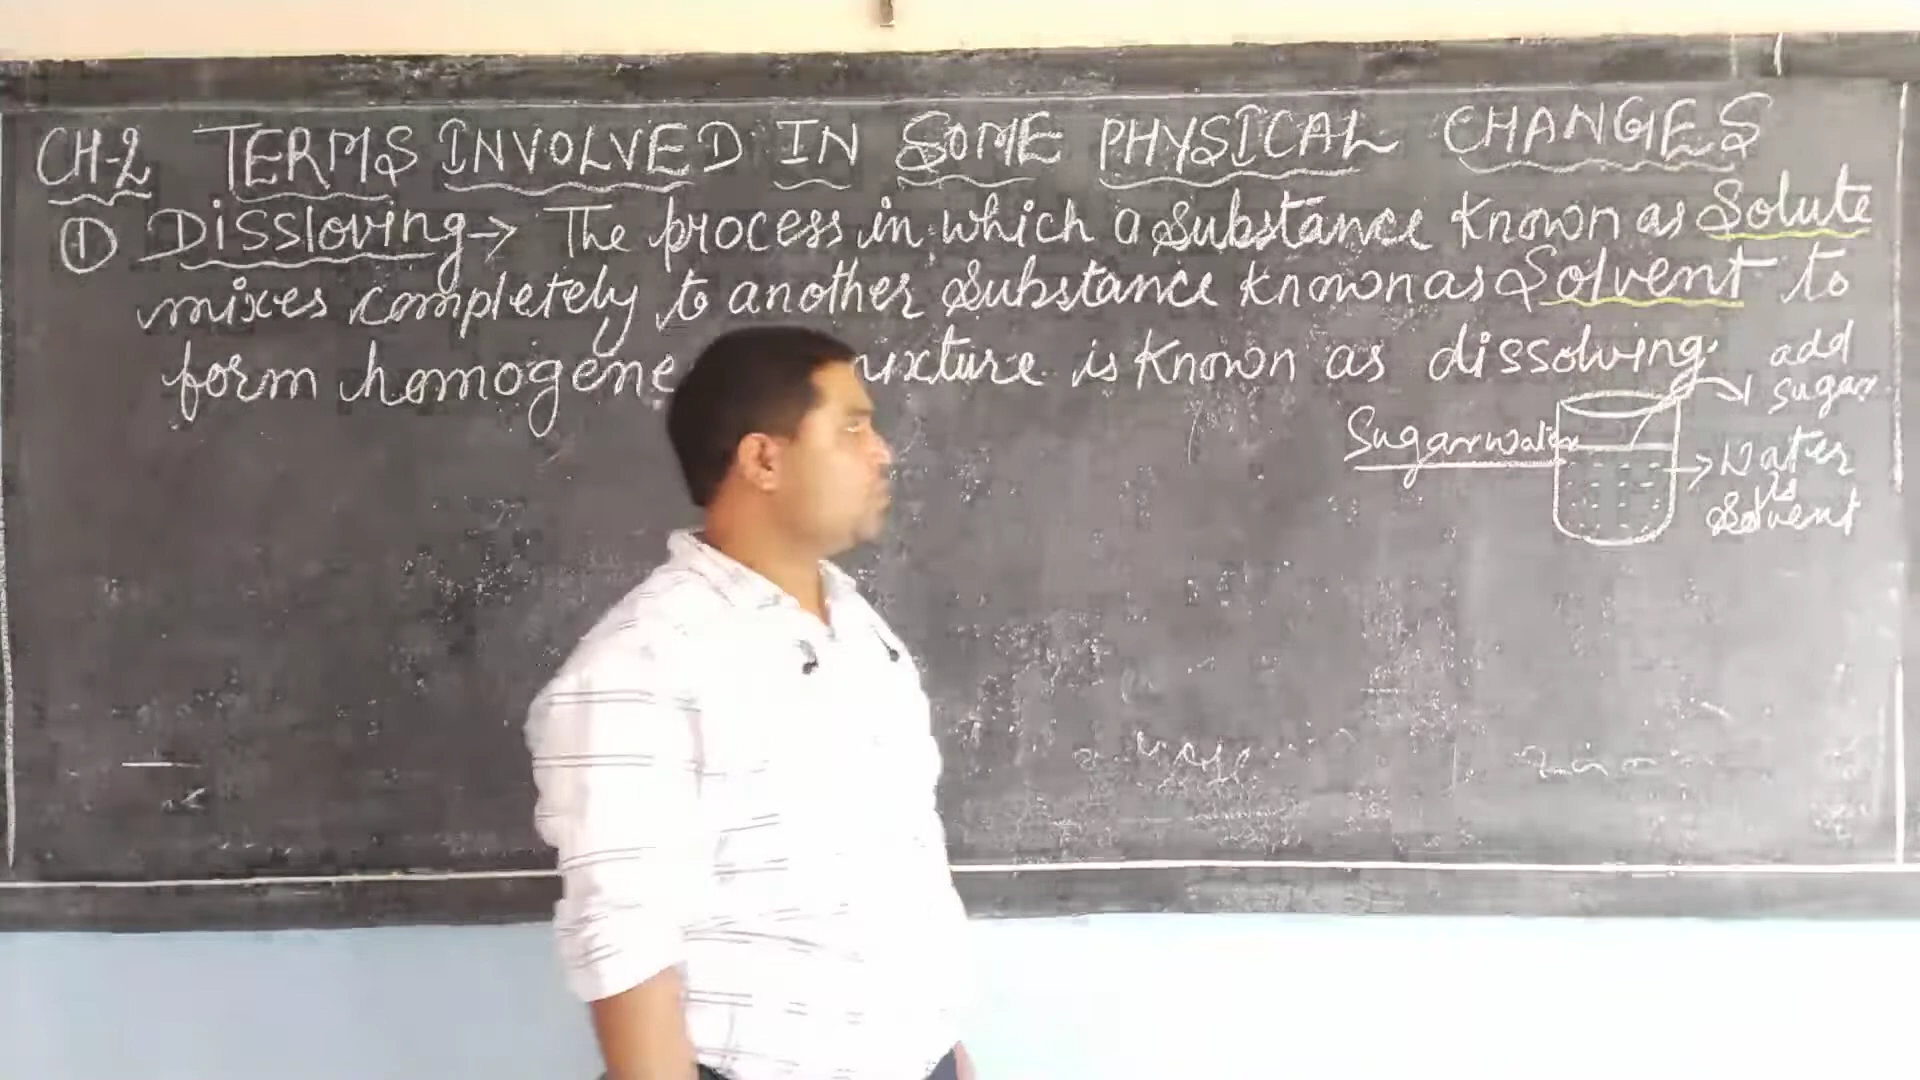 CH-2 TERMS INVOLVED IN SOME PHYSICAL CHANGES
① Dissloving → The process in which a substance known as Solute
mixes completely to another substance known as Solvent to
form homogene mixture is known as dissolving.
add
sugar
Sugarwater
Water
is
Solvent